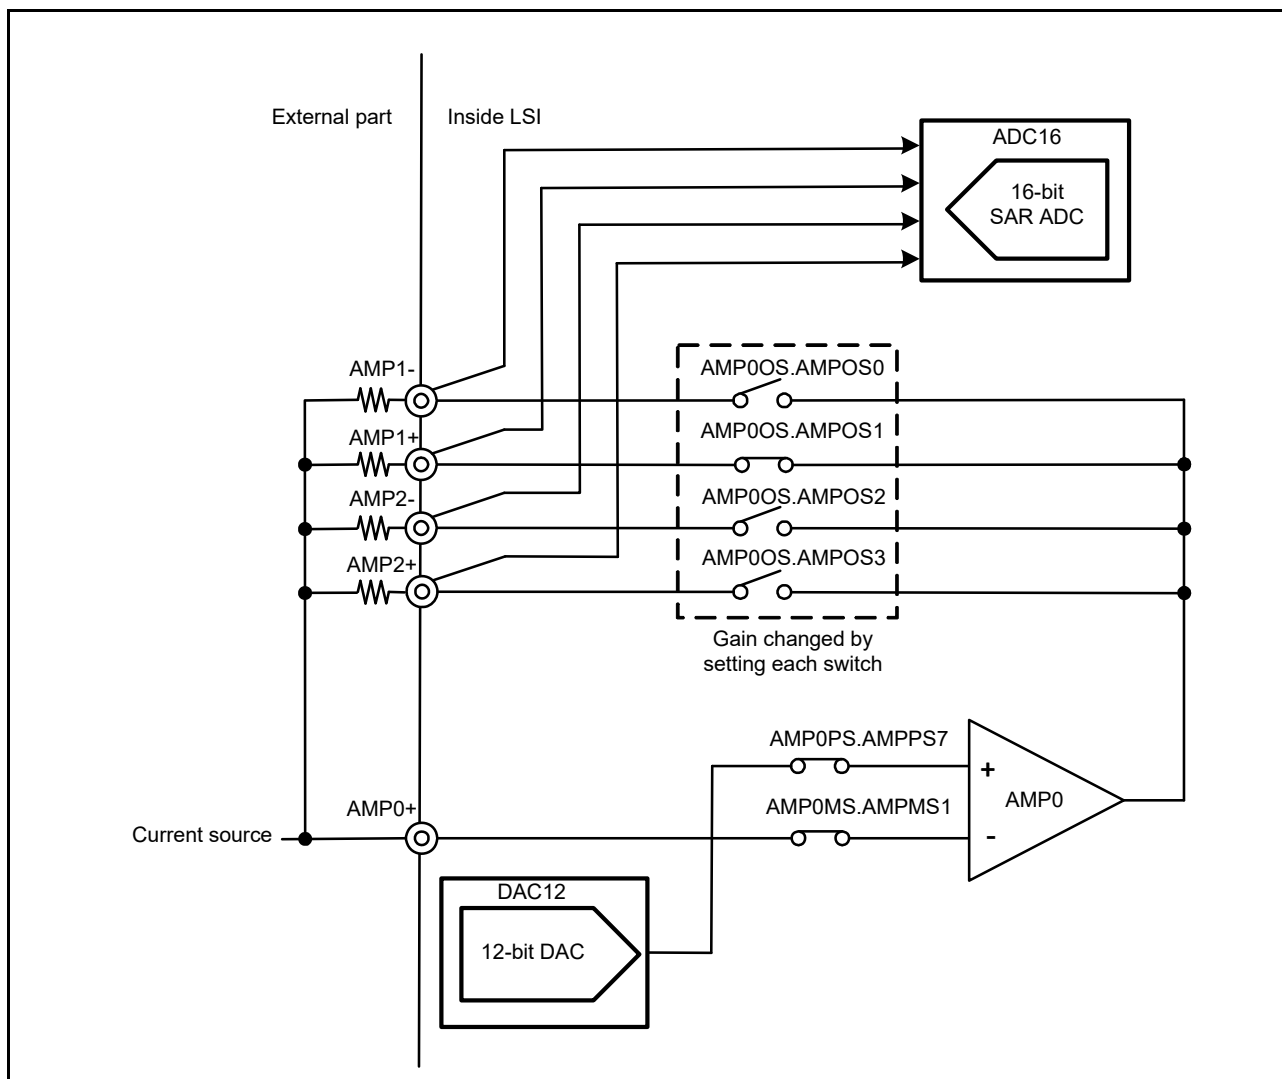 External part
Inside LSI
ADC16
16-bit
SAR ADC
AMP1-
AMP0OS.AMPOS0
AMP1+
AMP0OS.AMPOS1
AMP2-
AMP0OS.AMPOS2
AMP2+
AMP0OS.AMPOS3
Gain changed by
setting each switch
AMP0PS.AMPPS7
+
AMP0
AMP0+
AMP0MS.AMPMS1
-
Current source
DAC12
12-bit DAC